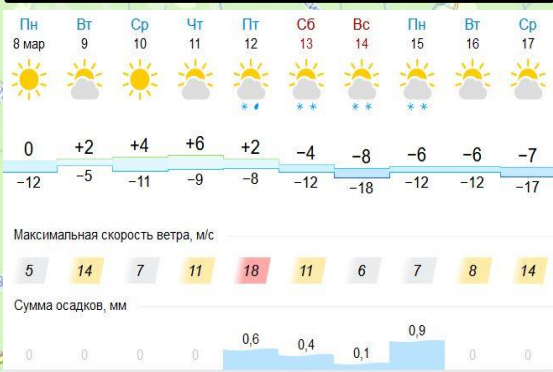 Пн Вт Ср Чт Пт Сб Вс Пн Вт Ср
8 мар 9 10 11 12 13 14 15 16 17
0 +2 +4 +6 +2 −4 −8 −6 −6 −7
−12 −5 −11 −9 −8 −12 −18 −12 −12 −17
Максимальная скорость ветра, м/с
5 14 7 11 18 11 6 7 8 14
Сумма осадков, мм
0 0 0 0 0,6 0,4 0,1 0,9 0 0